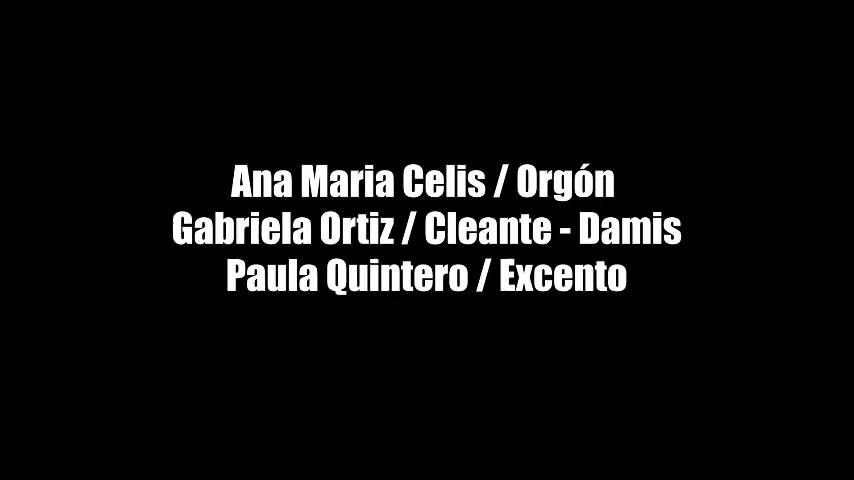 Ana Maria Celis / Orgón
Gabriela Ortiz / Cleante - Damis
Paula Quintero / Excento